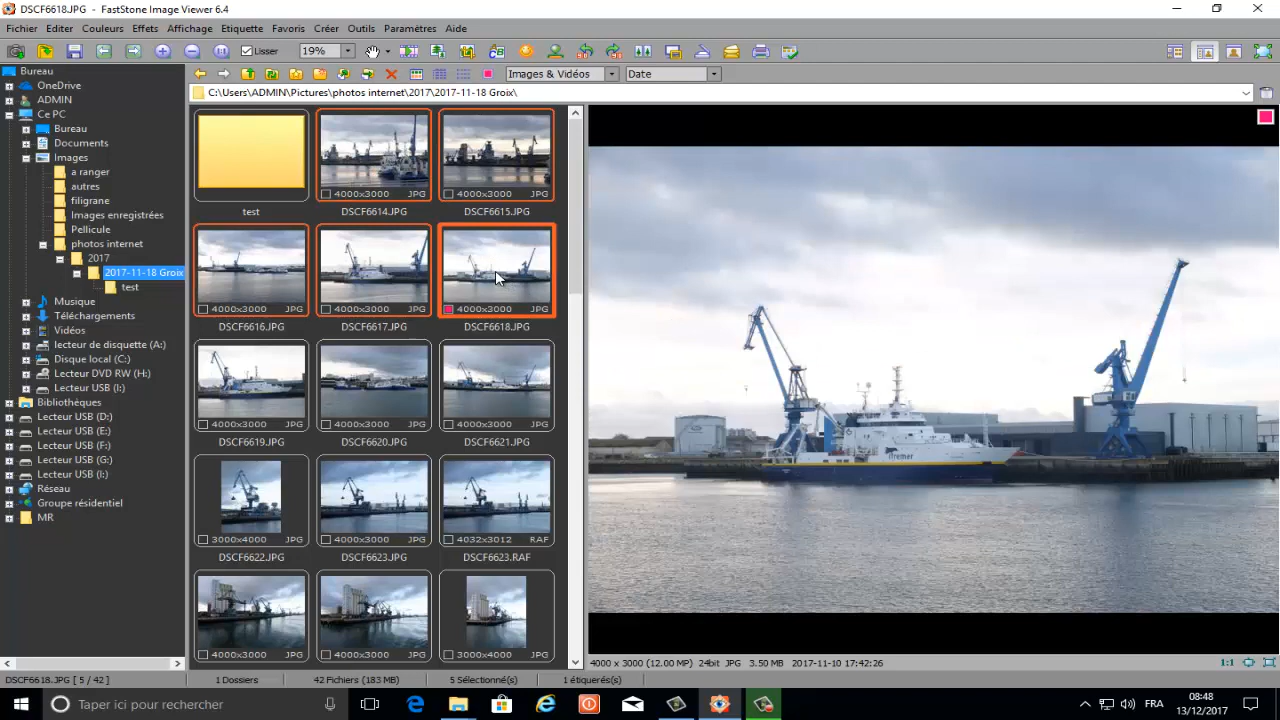 DSCF6618.JPG - FastStone Image Viewer 6.4
Fichier Editer Couleurs Effets Affichage Etiquette Favoris Créer Outils Paramètres Aide
Lisser 19%
Images & Vidéos Date
C:\Users\ADMIN\Pictures\photos internet\2017\2017-11-18 Groix\
Bureau
OneDrive
ADMIN
Ce PC
Bureau
Documents
Images
a ranger
autres
filigrane
Images enregistrées
Pellicule
photos internet
2017
2017-11-18 Groix
test
Musique
Téléchargements
Vidéos
lecteur de disquette (A:)
Disque local (C:)
Lecteur DVD RW (H:)
Lecteur USB (I:)
Bibliothèques
Lecteur USB (D:)
Lecteur USB (E:)
Lecteur USB (F:)
Lecteur USB (G:)
Lecteur USB (I:)
Réseau
Groupe résidentiel
MR
4000x3000 JPG 4000x3000 JPG
test DSCF6614.JPG DSCF6615.JPG
4000x3000 JPG 4000x3000 JPG 4000x3000 JPG
DSCF6616.JPG DSCF6617.JPG DSCF6618.JPG
4000x3000 JPG 4000x3000 JPG 4000x3000 JPG
DSCF6619.JPG DSCF6620.JPG DSCF6621.JPG
3000x4000 JPG 4000x3000 JPG 4032x3012 RAF
DSCF6622.JPG DSCF6623.JPG DSCF6623.RAF
4000x3000 JPG 4000x3000 JPG 3000x4000 JPG
ifremer
4000 x 3000 (12.00 MP) 24bit JPG 3.50 MB 2017-11-10 17:42:26 1:1
DSCF6618.JPG [ 5 / 42 ] 1 Dossiers 42 Fichiers (183 MB) 5 Sélectionné(s) 1 étiquetés(s)
Taper ici pour rechercher
FRA
08:48
13/12/2017